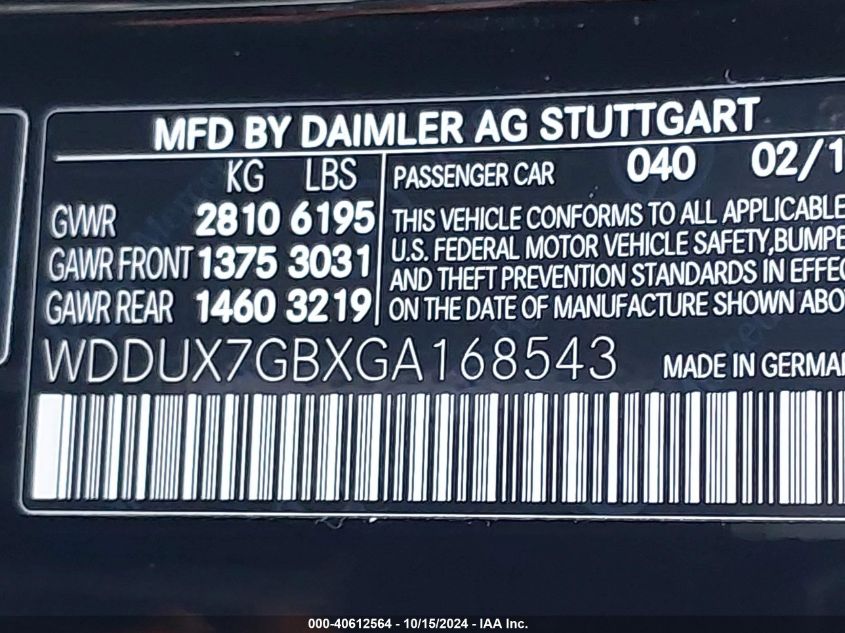 MFD BY DAIMLER AG STUTTGART
KG LBS PASSENGER CAR 040 02/1
GVWR 2810 6195 THIS VEHICLE CONFORMS TO ALL APPLICABLE
GAWR FRONT 1375 3031 U.S. FEDERAL MOTOR VEHICLE SAFETY,BUMPE
GAWR REAR 1460 3219 AND THEFT PREVENTION STANDARDS IN EFFEC
ON THE DATE OF MANUFACTURE SHOWN ABO
WDDUX7GBXGA168543 MADE IN GERMA
000-40612564 - 10/15/2024 - IAA Inc.